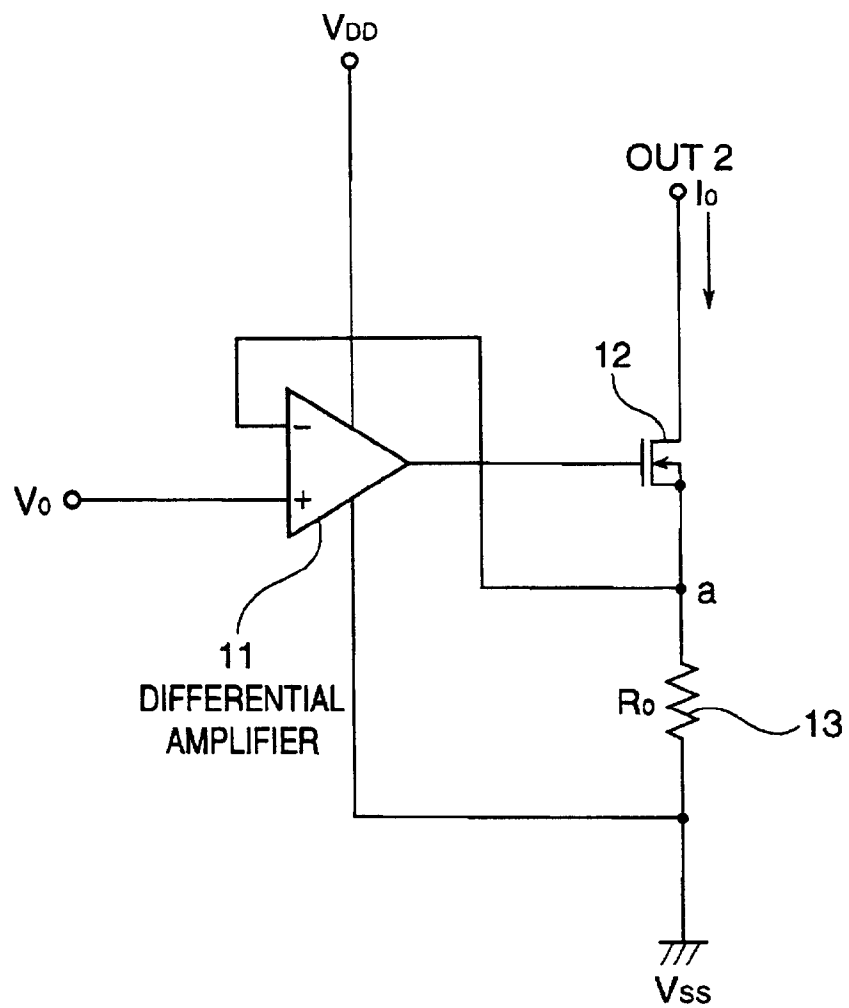 VDD
OUT 2
I0
12
-
V0
+
a
11
DIFFERENTIAL
AMPLIFIER
R0
13
VSS